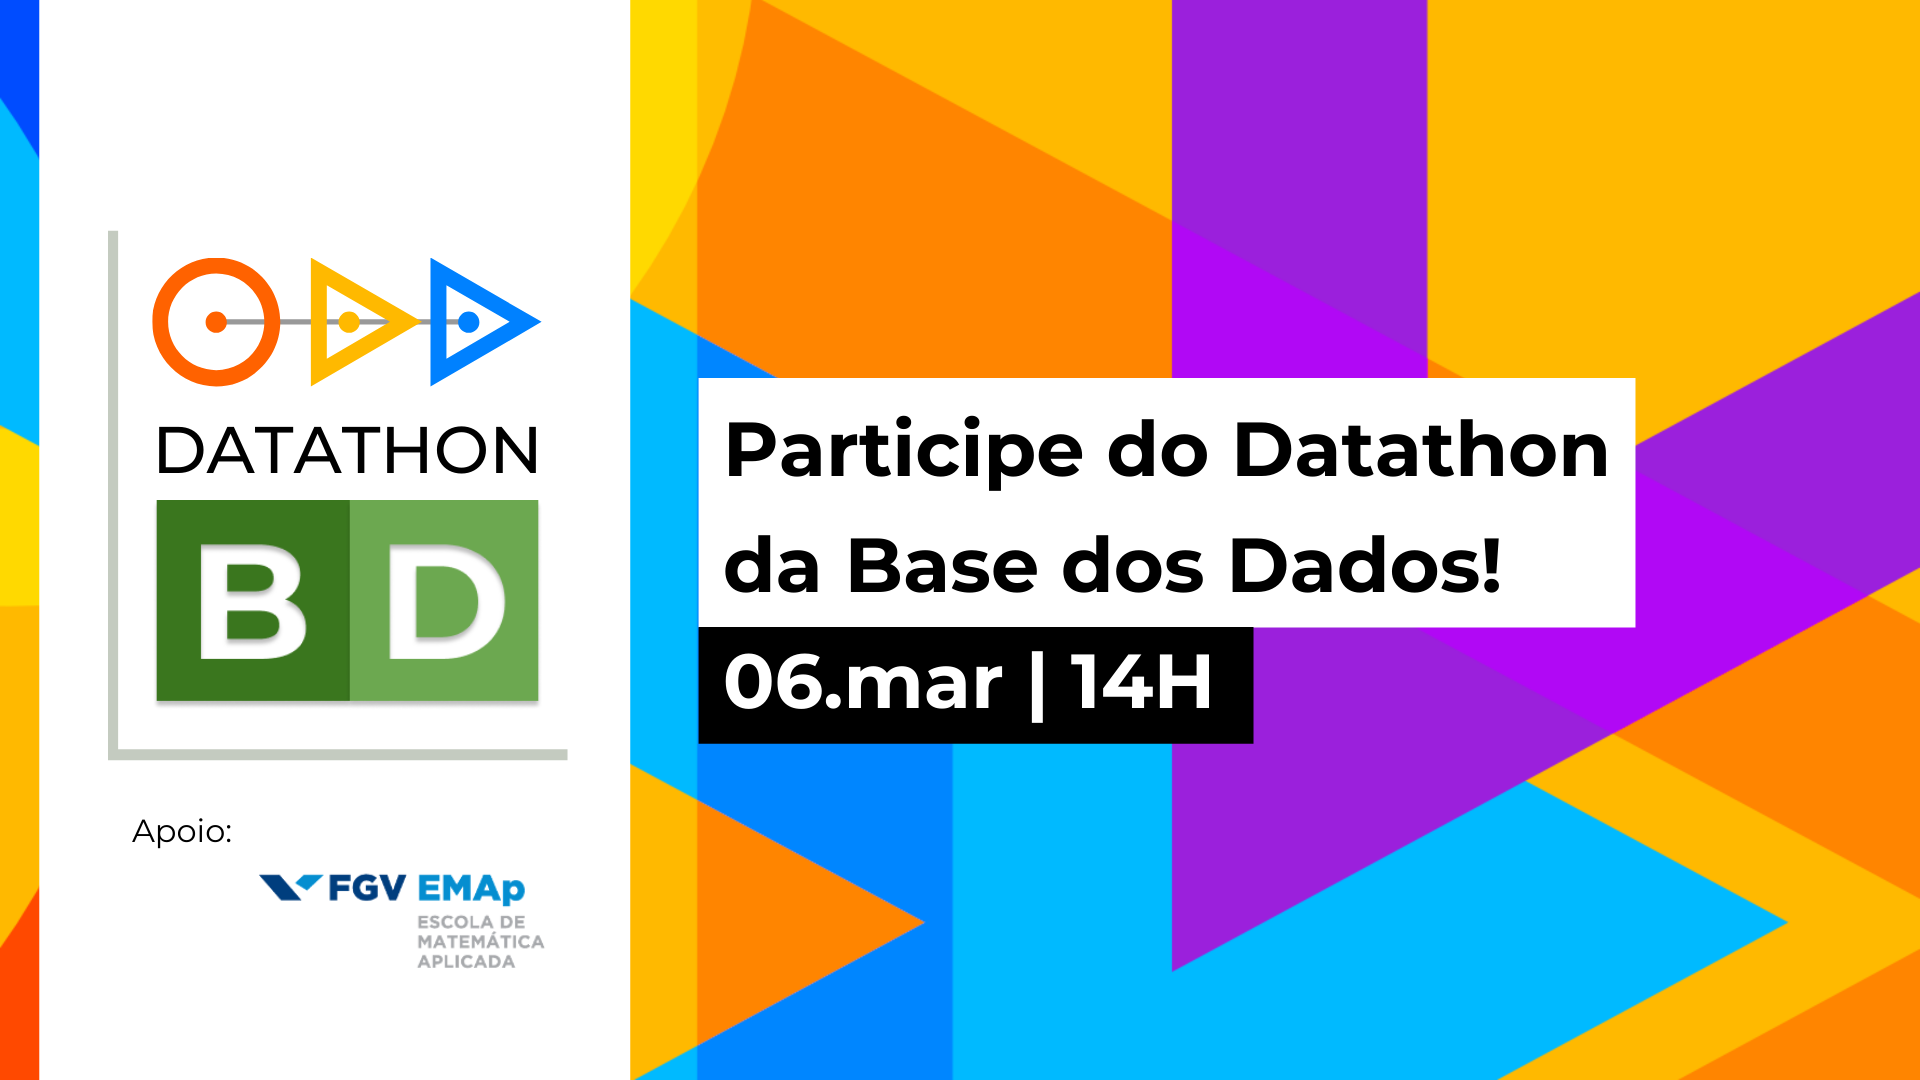 DATATHON
BD
Apoio:
FGV EMAp
ESCOLA DE
MATEMÁTICA
APLICADA
Participe do Datathon
da Base dos Dados!
06.mar | 14H